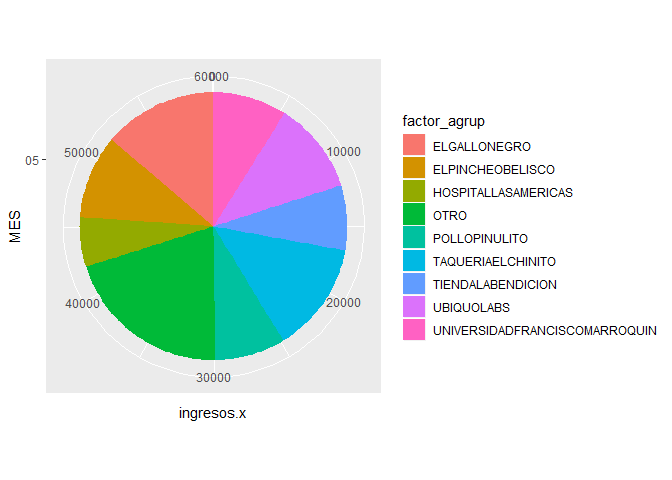 60000
10000
20000
30000
40000
50000
05
MES
ingresos.x
factor_agrup
ELGALLONEGRO
ELPINCHEOBELISCO
HOSPITALLASAMERICAS
OTRO
POLLOPINULITO
TAQUERIAELCHINITO
TIENDALABENDICION
UBIQUOLABS
UNIVERSIDADFRANCISCOMARROQUIN